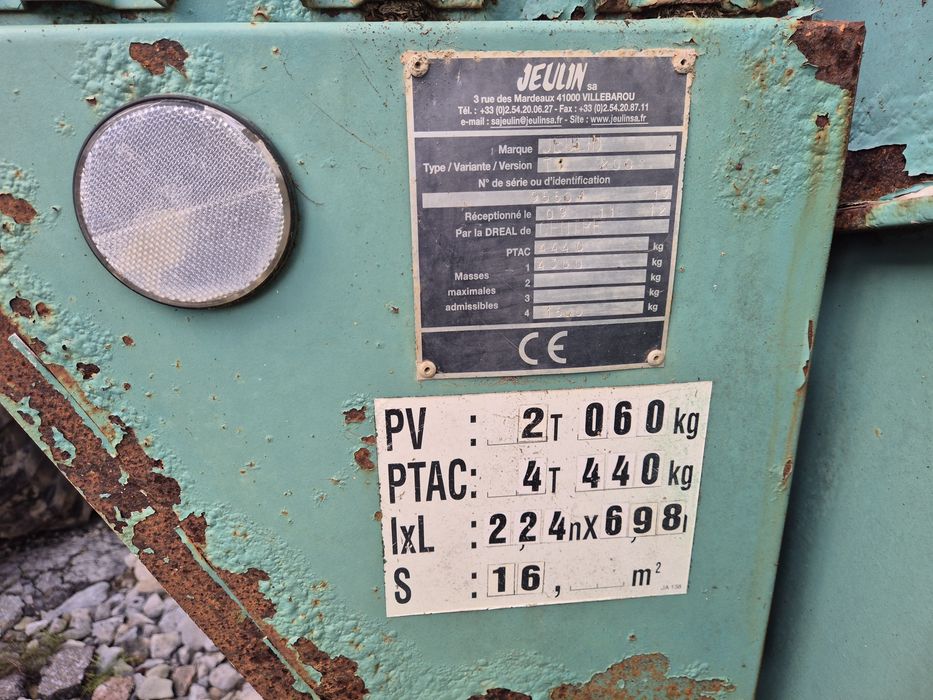 JEULIN sa
3 rue des Mardeaux 41000 VILLEBAROU
Tél. : +33 (0)2.54.20.06.27 - Fax : +33 (0)2.54.20.87.11
e-mail : sajeulin@jeulinsa.fr - Site : www.jeulinsa.fr
Marque
Type / Variante / Version
N° de série ou d'identification
Réceptionné le
Par la DREAL de
PTAC 4440 kg
1 kg
Masses 2 kg
maximales
admissibles 3 kg
4 kg
CE
PV : 2T 060 kg
PTAC: 4T 440 kg
lxL : 2,24 X 6,98
S : 16, m²
JA 138